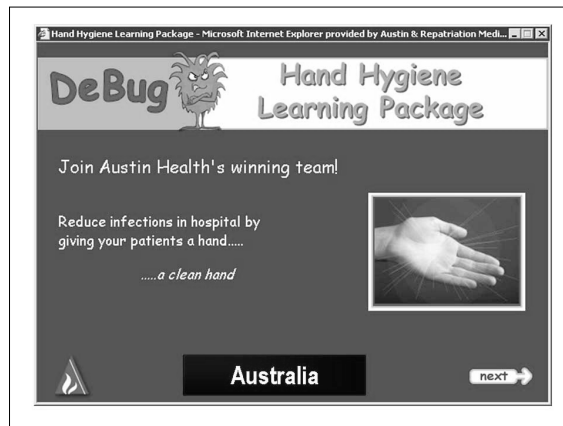 Hand Hygiene Learning Package - Microsoft Internet Explorer provided by Austin & Repatriation Medi...
DeBug
Hand Hygiene
Learning Package
Join Austin Health's winning team!
Reduce infections in hospital by
giving your patients a hand.....
.....a clean hand
Australia
next